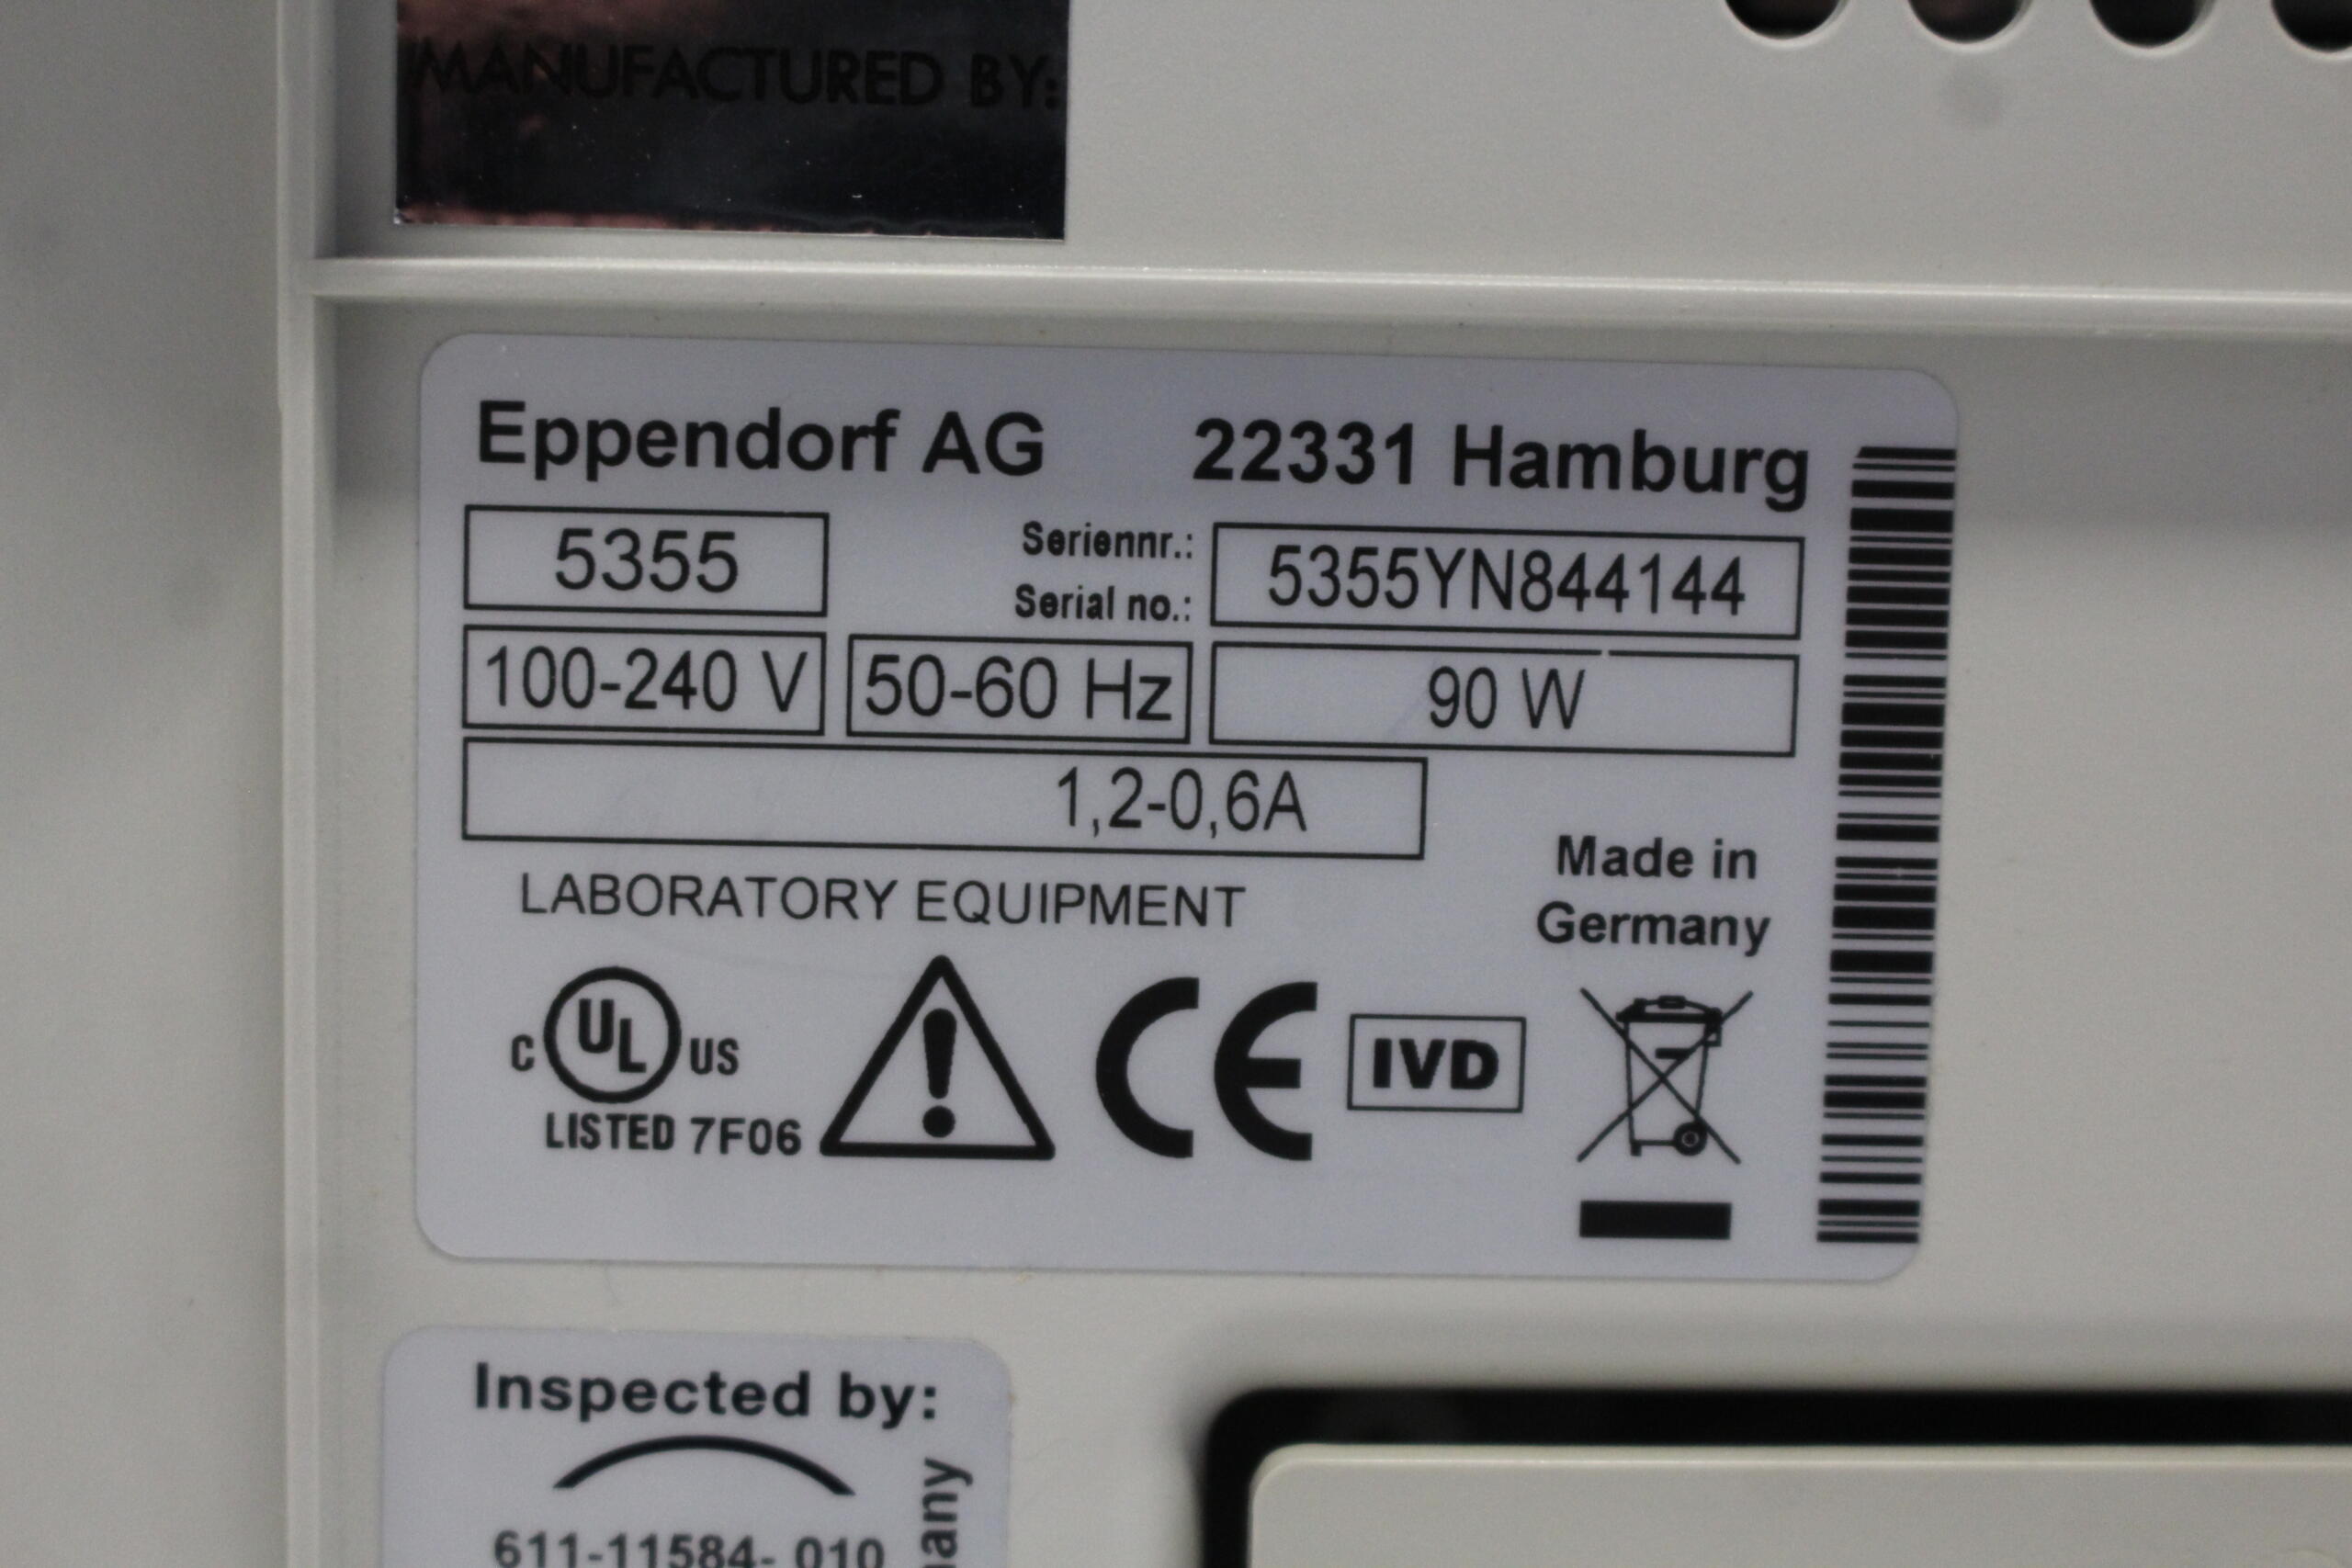 MANUFACTURED BY:
Eppendorf AG 22331 Hamburg
5355 Seriennr.: Serial no.: 5355YN844144
100-240 V 50-60 Hz 90 W
1,2-0,6A
LABORATORY EQUIPMENT
Made in
Germany
C UL US
LISTED 7F06
CE IVD
Inspected by:
611-11584- 010